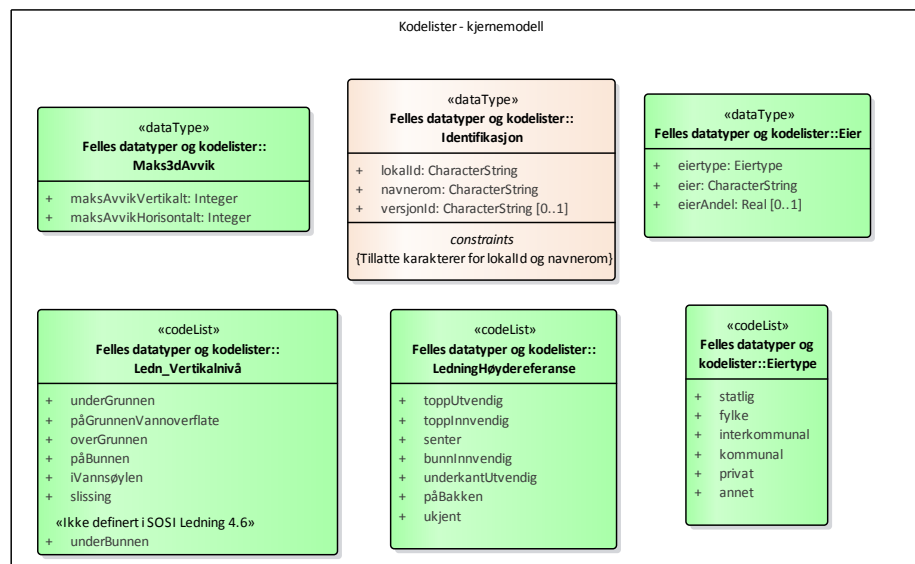 Kodelister - kjernemodell
«dataType»
Felles datatyper og kodelister::
Maks3dAvvik
+ maksAvvikVertikalt: Integer
+ maksAvvikHorisontalt: Integer
«dataType»
Felles datatyper og kodelister::
Identifikasjon
+ lokalId: CharacterString
+ navnerom: CharacterString
+ versjonId: CharacterString [0..1]
constraints
{Tillatte karakterer for lokalId og navnerom}
«dataType»
Felles datatyper og kodelister::Eier
+ eiertype: Eiertype
+ eier: CharacterString
+ eierAndel: Real [0..1]
«codeList»
Felles datatyper og kodelister::
Ledn_Vertikalnivå
+ underGrunnen
+ påGrunnenVannoverflate
+ overGrunnen
+ påBunnen
+ iVannsøylen
+ slissing
«Ikke definert i SOSI Ledning 4.6»
+ underBunnen
«codeList»
Felles datatyper og kodelister::
LedningHøydereferanse
+ toppUtvendig
+ toppInnvendig
+ senter
+ bunnInnvendig
+ underkantUtvendig
+ påBakken
+ ukjent
«codeList»
Felles datatyper og
kodelister::Eiertype
+ statlig
+ fylke
+ interkommunal
+ kommunal
+ privat
+ annet